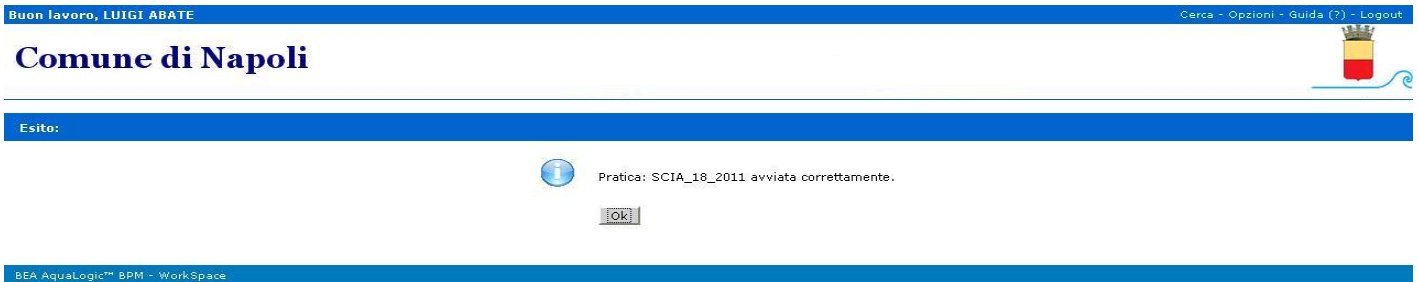 Buon lavoro, LUIGI ABATE
Cerca - Opzioni - Guida (?) - Logout
Comune di Napoli
Esito:
Pratica: SCIA_18_2011 avviata correttamente.
Ok
BEA AquaLogic™ BPM - WorkSpace